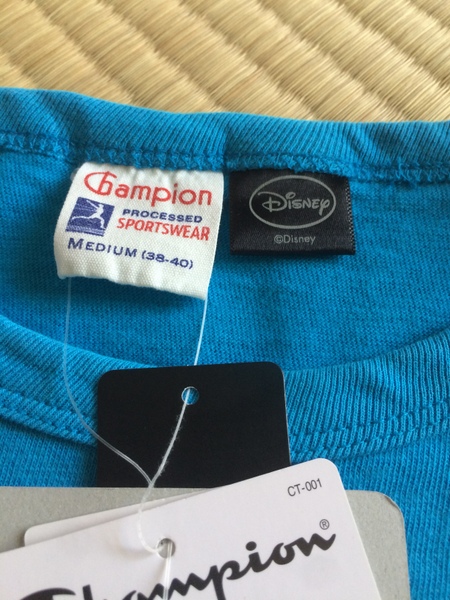 Champion
PROCESSED
SPORTSWEAR
MEDIUM (38-40)
Disney
©Disney
CT-001
Champion®